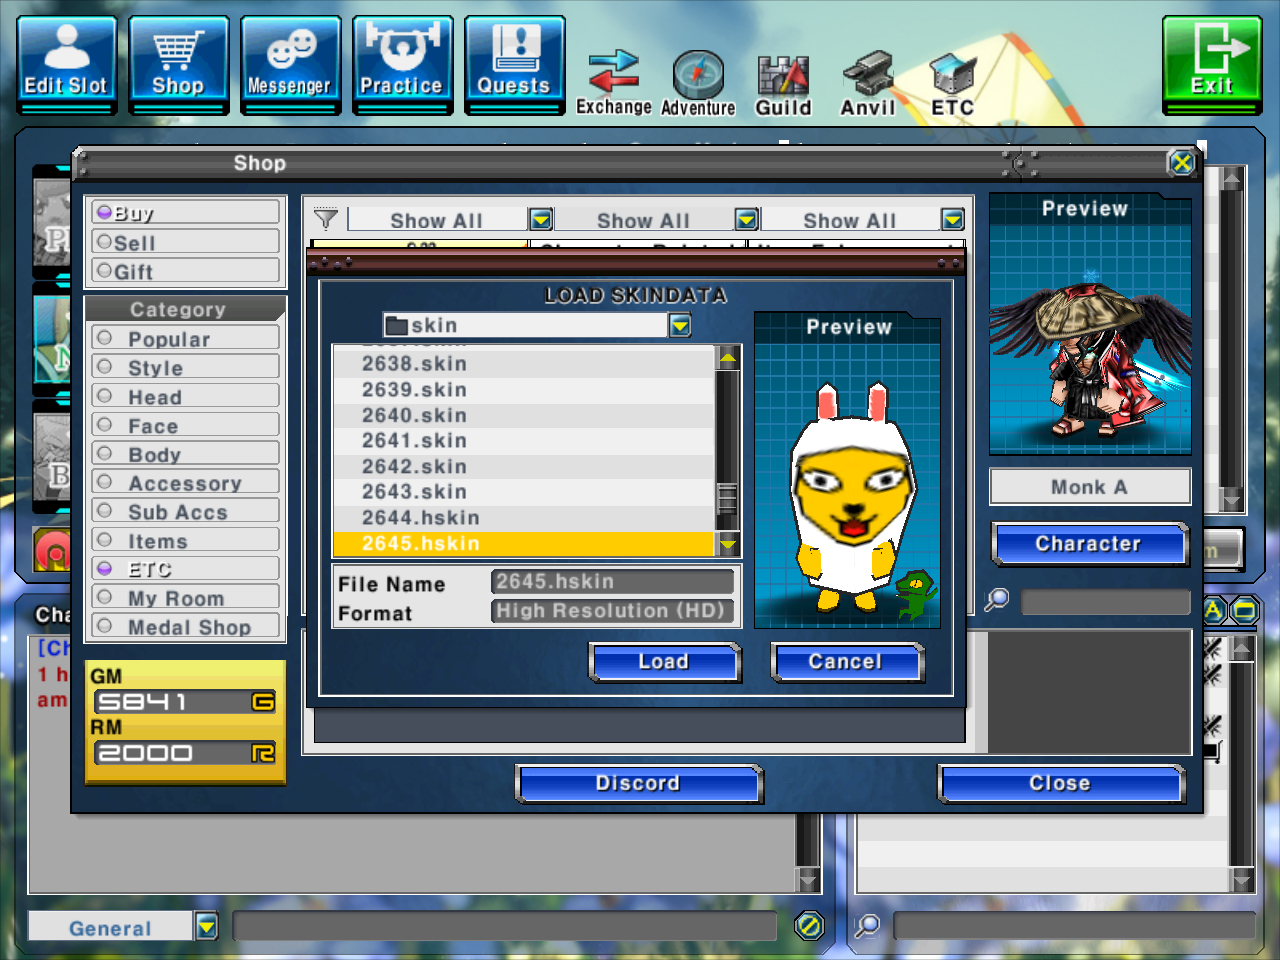 Edit Slot
Shop
Messenger
Practice
Quests
Exchange
Adventure
Guild
Anvil
ETC
Exit
Shop
Buy
Sell
Gift
Category
Popular
Style
Head
Face
Body
Accessory
Sub Accs
Items
ETC
My Room
Medal Shop
GM
5841 G
RM
2000 R
Show All
Show All
Show All
LOAD SKINDATA
skin
2638.skin
2639.skin
2640.skin
2641.skin
2642.skin
2643.skin
2644.hskin
2645.hskin
File Name
2645.hskin
Format
High Resolution (HD)
Preview
Load
Cancel
Preview
Monk A
Character
Discord
Close
Cha
[Ch
1 h
am
General